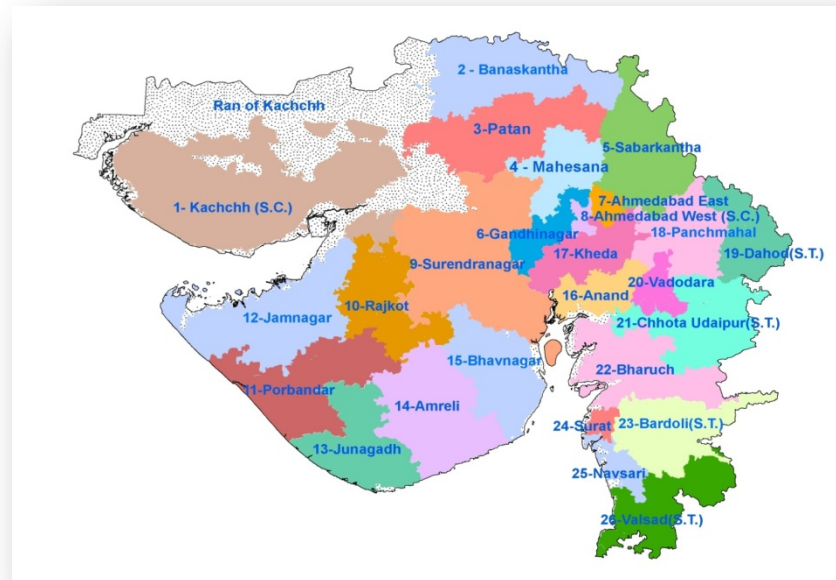 2 - Banaskantha
Ran of Kachchh
3-Patan
5-Sabarkantha
4 - Mahesana
1- Kachchh (S.C.)
7-Ahmedabad East
8-Ahmedabad West (S.C.)
6-Gandhinagar
18-Panchmahal
17-Kheda
19-Dahod(S.T.)
9-Surendranagar
20-Vadodara
16-Anand
10-Rajkot
12-Jamnagar
21-Chhota Udaipur(S.T.)
15-Bhavnagar
22-Bharuch
11-Porbandar
14-Amreli
24-Surat
23-Bardoli(S.T.)
13-Junagadh
25-Navsari
26-Valsad(S.T.)